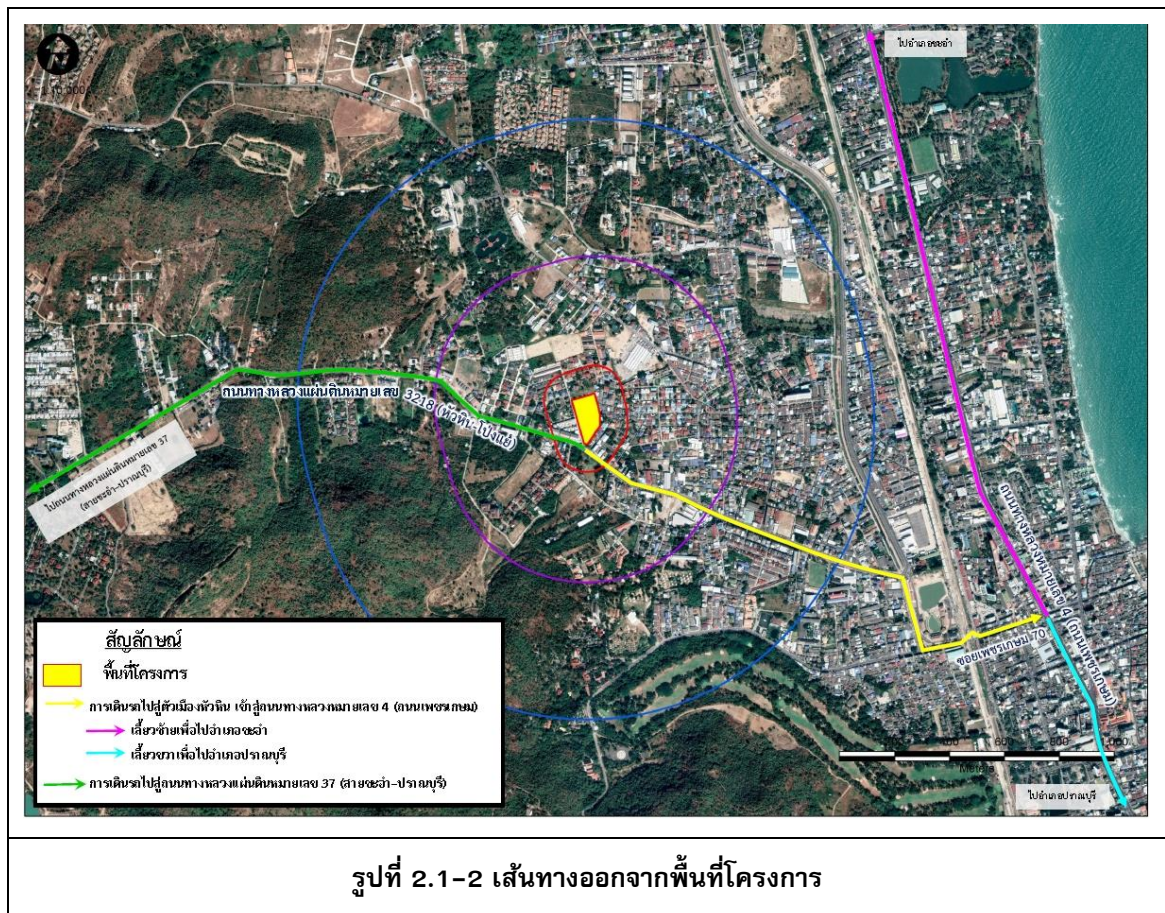 N
ไปอำเภอชะอำ
ถนนทางหลวงแผ่นดินหมายเลข 3218 (หัวหิน-โป่งแย้)
ไปถนนทางหลวงแผ่นดินหมายเลข 37
(สายชะอำ-ปราณบุรี)
ถนนทางหลวงหมายเลข 4 (ถนนเพชรเกษม)
ซอยเพชรเกษม 70
สัญลักษณ์
พื้นที่โครงการ
การเดินรถไปสู่ตัวเมืองหัวหิน เข้าสู่ถนนทางหลวงหมายเลข 4 (ถนนเพชรเกษม)
เลี้ยวซ้ายเพื่อไปอำเภอชะอำ
เลี้ยวขวาเพื่อไปอำเภอปราณบุรี
การเดินรถไปสู่ถนนทางหลวงแผ่นดินหมายเลข 37 (สายชะอำ-ปราณบุรี)
600 800 1,000
Meters
ไปอำเภอปราณบุรี
รูปที่ 2.1-2 เส้นทางออกจากพื้นที่โครงการ